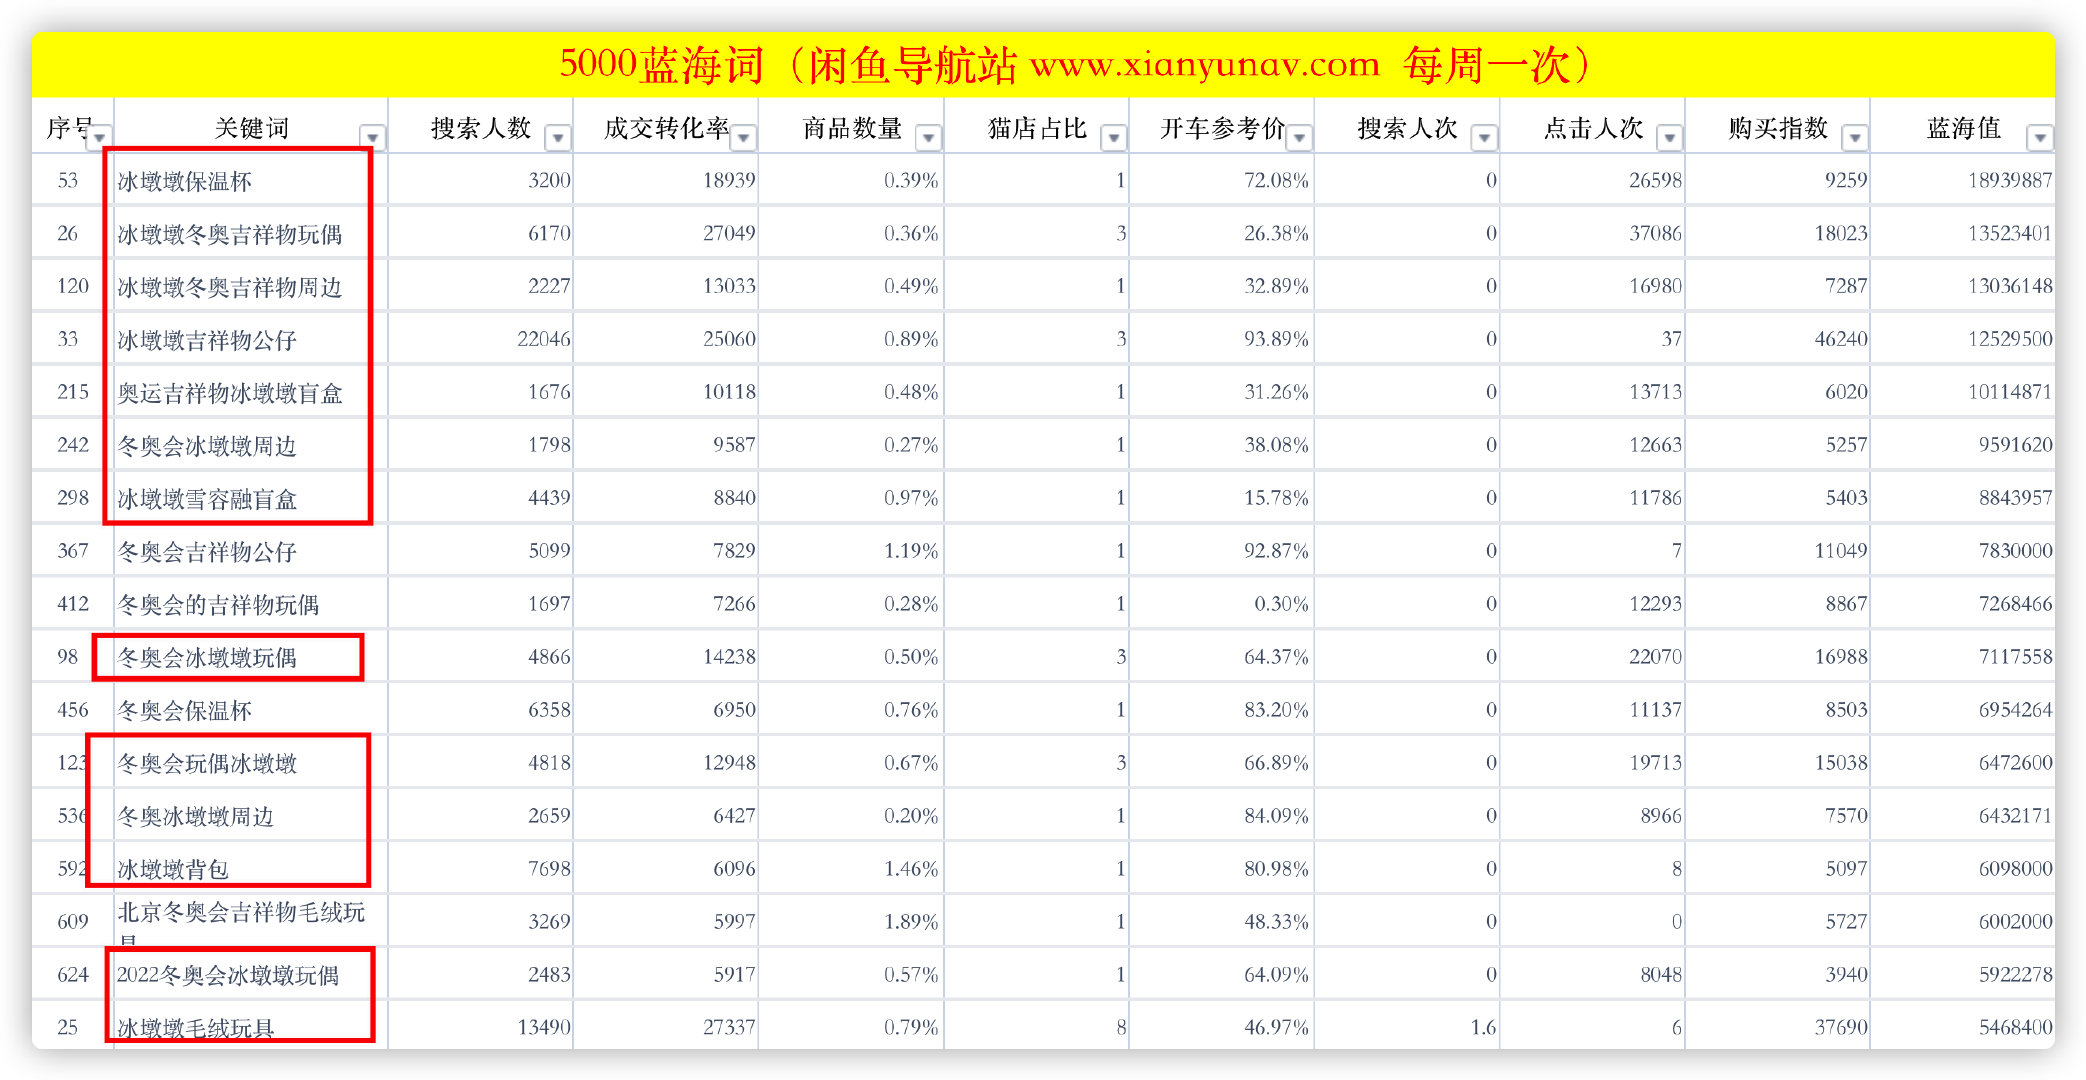 5000蓝海词（闲鱼导航站 www.xianyunav.com 每周一次）
序号 关键词 搜索人数 成交转化率 商品数量 猫店占比 开车参考价 搜索人次 点击人次 购买指数 蓝海值
53 冰墩墩保温杯 3200 18939 0.39% 1 72.08% 0 26598 9259 18939887
26 冰墩墩冬奥吉祥物玩偶 6170 27049 0.36% 3 26.38% 0 37086 18023 13523401
120 冰墩墩冬奥吉祥物周边 2227 13033 0.49% 1 32.89% 0 16980 7287 13036148
33 冰墩墩吉祥物公仔 22046 25060 0.89% 3 93.89% 0 37 46240 12529500
215 奥运吉祥物冰墩墩盲盒 1676 10118 0.48% 1 31.26% 0 13713 6020 10114871
242 冬奥会冰墩墩周边 1798 9587 0.27% 1 38.08% 0 12663 5257 9591620
298 冰墩墩雪容融盲盒 4439 8840 0.97% 1 15.78% 0 11786 5403 8843957
367 冬奥会吉祥物公仔 5099 7829 1.19% 1 92.87% 0 7 11049 7830000
412 冬奥会的吉祥物玩偶 1697 7266 0.28% 1 0.30% 0 12293 8867 7268466
98 冬奥会冰墩墩玩偶 4866 14238 0.50% 3 64.37% 0 22070 16988 7117558
456 冬奥会保温杯 6358 6950 0.76% 1 83.20% 0 11137 8503 6954264
123 冬奥会玩偶冰墩墩 4818 12948 0.67% 3 66.89% 0 19713 15038 6472600
536 冬奥冰墩墩周边 2659 6427 0.20% 1 84.09% 0 8966 7570 6432171
592 冰墩墩背包 7698 6096 1.46% 1 80.98% 0 8 5097 6098000
609 北京冬奥会吉祥物毛绒玩具 3269 5997 1.89% 1 48.33% 0 0 5727 6002000
624 2022冬奥会冰墩墩玩偶 2483 5917 0.57% 1 64.09% 0 8048 3940 5922278
25 冰墩墩毛绒玩具 13490 27337 0.79% 8 46.97% 1.6 6 37690 5468400